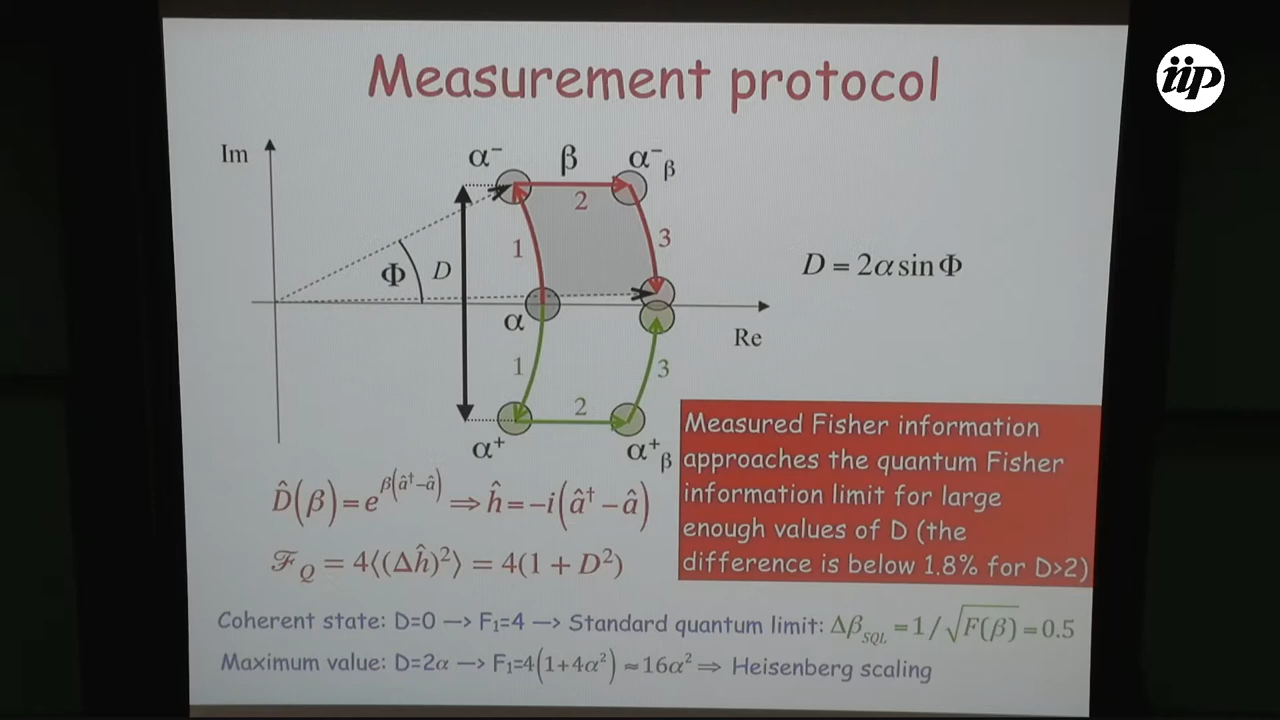 Measurement protocol
iip
Im
α⁻
β
α⁻β
2
1
3
Φ
D
D = 2α sin Φ
α
Re
1
3
2
α⁺
α⁺β
Measured Fisher information
approaches the quantum Fisher
information limit for large
enough values of D (the
difference is below 1.8% for D>2)
D̂(β) = e^β(â†−â) ⇒ ĥ = −i(â† − â)
ℱ_Q = 4⟨(Δĥ)²⟩ = 4(1 + D²)
Coherent state: D=0 —> F₁=4 —> Standard quantum limit: Δβ_SQL = 1/√F(β) = 0.5
Maximum value: D=2α —> F₁=4(1+4α²) ≈ 16α² ⇒ Heisenberg scaling